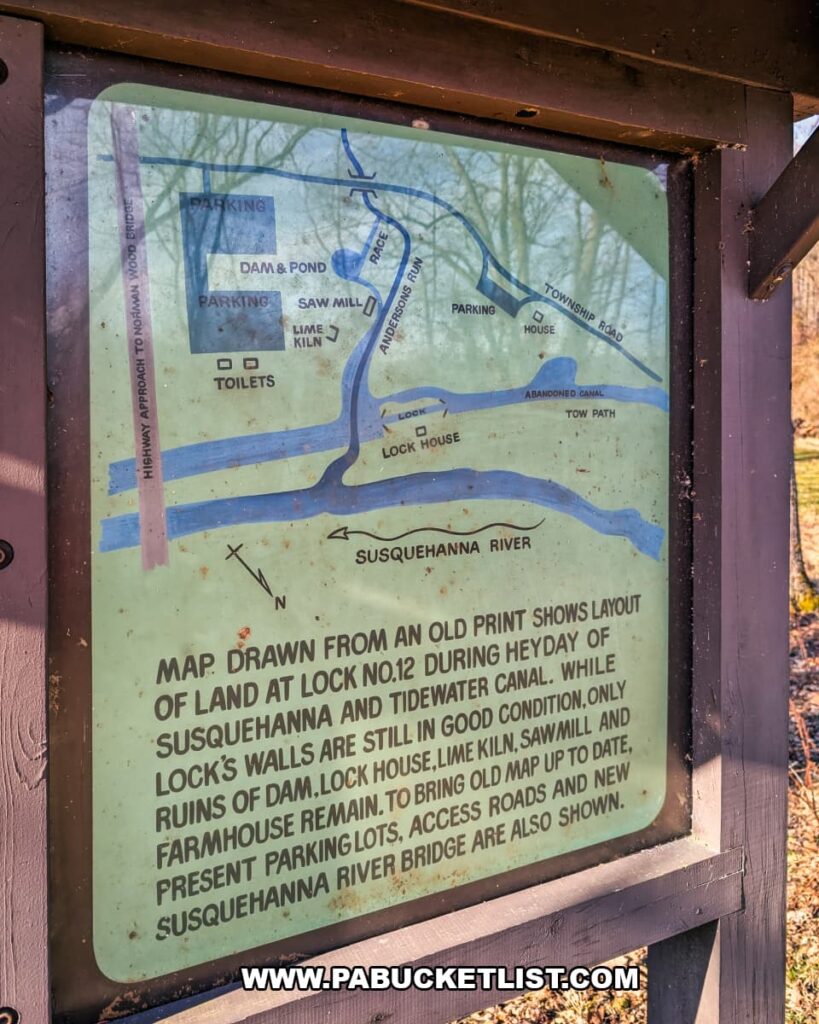 PARKING
DAM & POND
RACE
ANDERSONS RUN
PARKING
SAW MILL
LIME
KILN
TOILETS
PARKING
HOUSE
TOWNSHIP ROAD
HIGHWAY APPROACH TO NORMAN WOOD BRIDGE
ABANDONED CANAL
TOW PATH
LOCK
LOCK HOUSE
SUSQUEHANNA RIVER
N
MAP DRAWN FROM AN OLD PRINT SHOWS LAYOUT
OF LAND AT LOCK NO.12 DURING HEYDAY OF
SUSQUEHANNA AND TIDEWATER CANAL. WHILE
LOCK'S WALLS ARE STILL IN GOOD CONDITION, ONLY
RUINS OF DAM, LOCK HOUSE, LIME KILN, SAWMILL AND
FARMHOUSE REMAIN. TO BRING OLD MAP UP TO DATE,
PRESENT PARKING LOTS, ACCESS ROADS AND NEW
SUSQUEHANNA RIVER BRIDGE ARE ALSO SHOWN.
WWW.PABUCKETLIST.COM